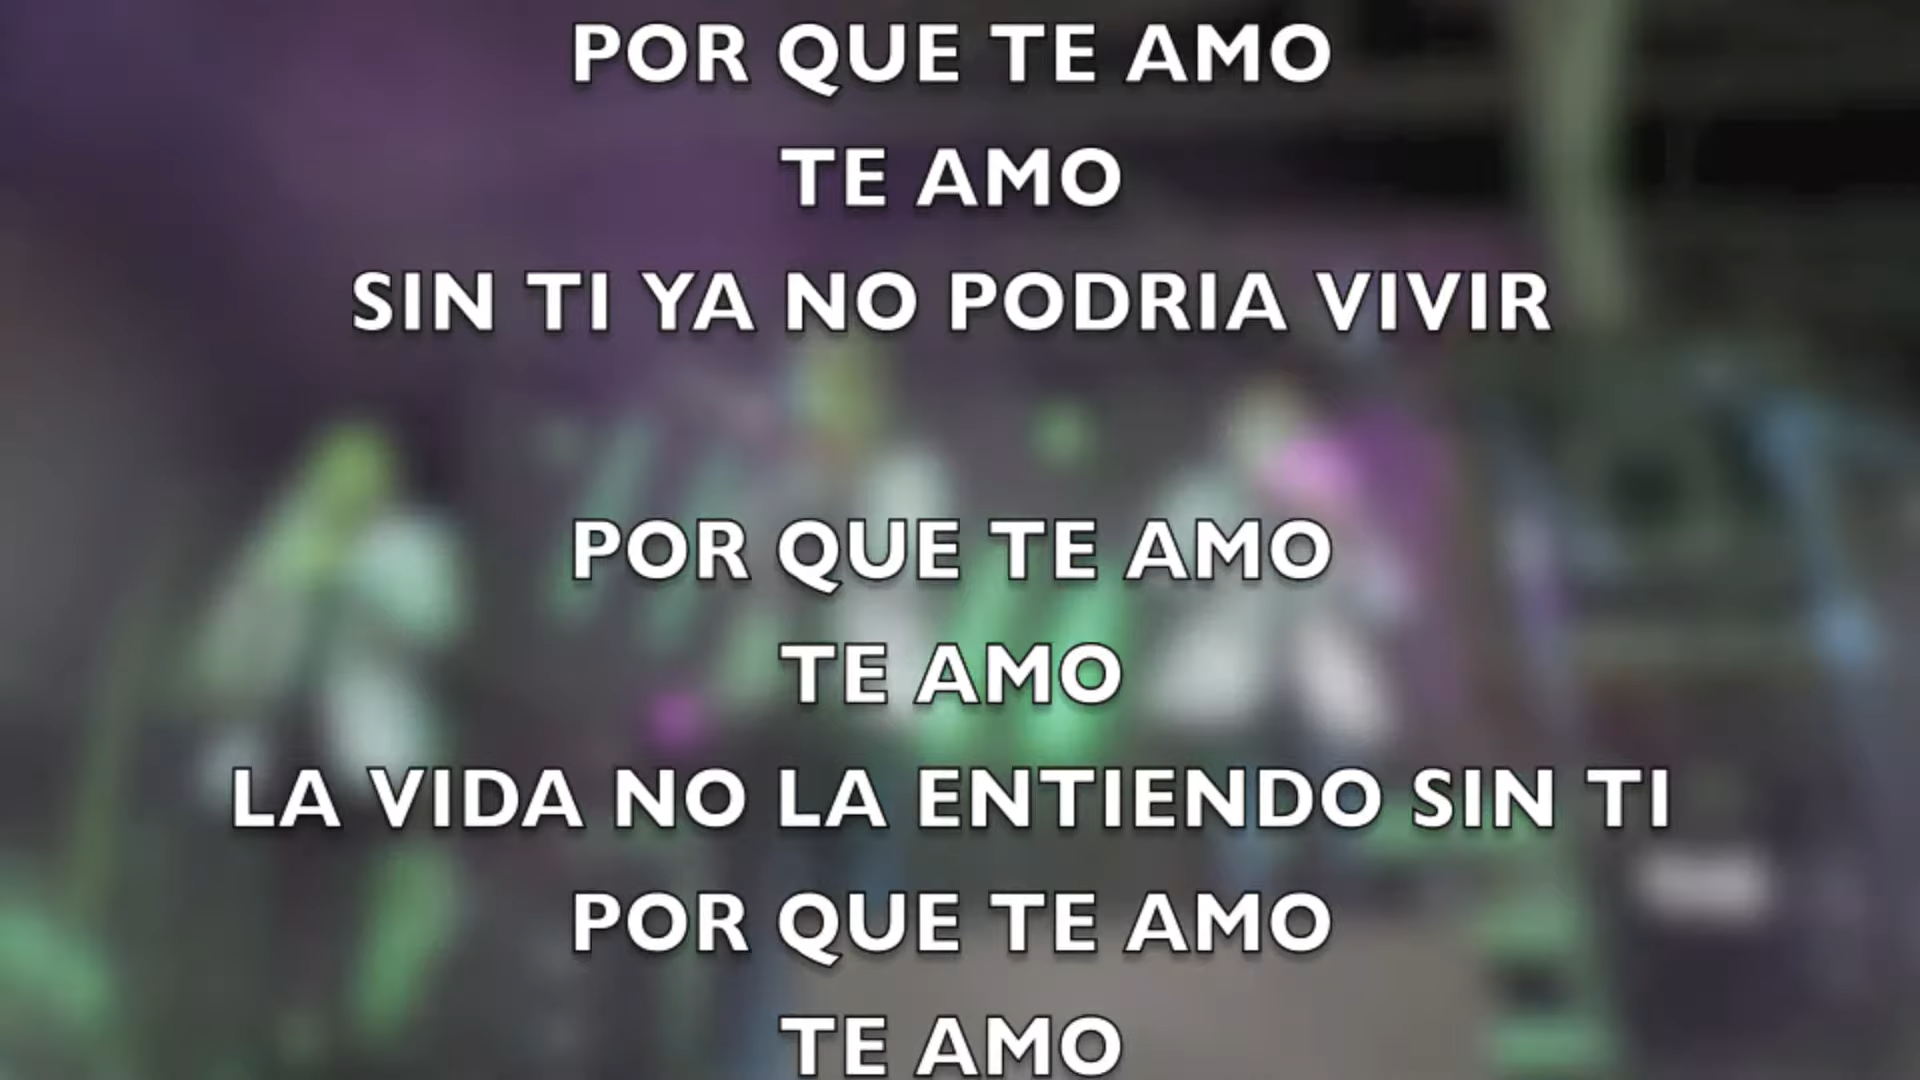 POR QUE TE AMO
TE AMO
SIN TI YA NO PODRIA VIVIR
POR QUE TE AMO
TE AMO
LA VIDA NO LA ENTIENDO SIN TI
POR QUE TE AMO
TE AMO